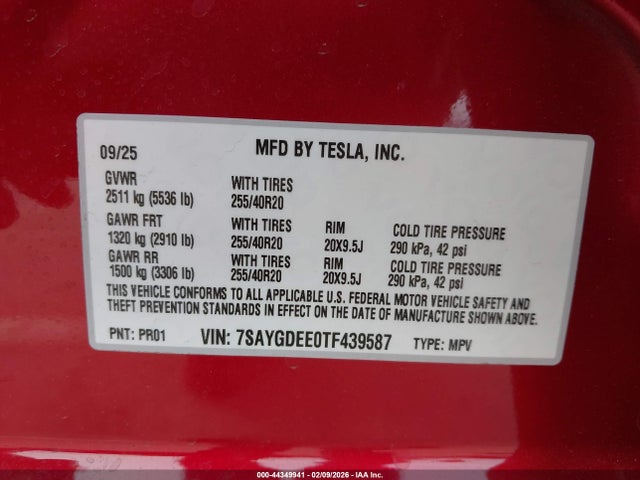 09/25 MFD BY TESLA, INC.
GVWR WITH TIRES
2511 kg (5536 lb) 255/40R20
GAWR FRT WITH TIRES RIM COLD TIRE PRESSURE
1320 kg (2910 lb) 255/40R20 20X9.5J 290 kPa, 42 psi
GAWR RR WITH TIRES RIM COLD TIRE PRESSURE
1500 kg (3306 lb) 255/40R20 20X9.5J 290 kPa, 42 psi
THIS VEHICLE CONFORMS TO ALL APPLICABLE U.S. FEDERAL MOTOR VEHICLE SAFETY AND
THEFT PREVENTION STANDARDS IN EFFECT ON THE DATE OF MANUFACTURE SHOWN ABOVE.
PNT: PR01 VIN: 7SAYGDEE0TF439587 TYPE: MPV
000-44349941 - 02/09/2026 - IAA Inc.